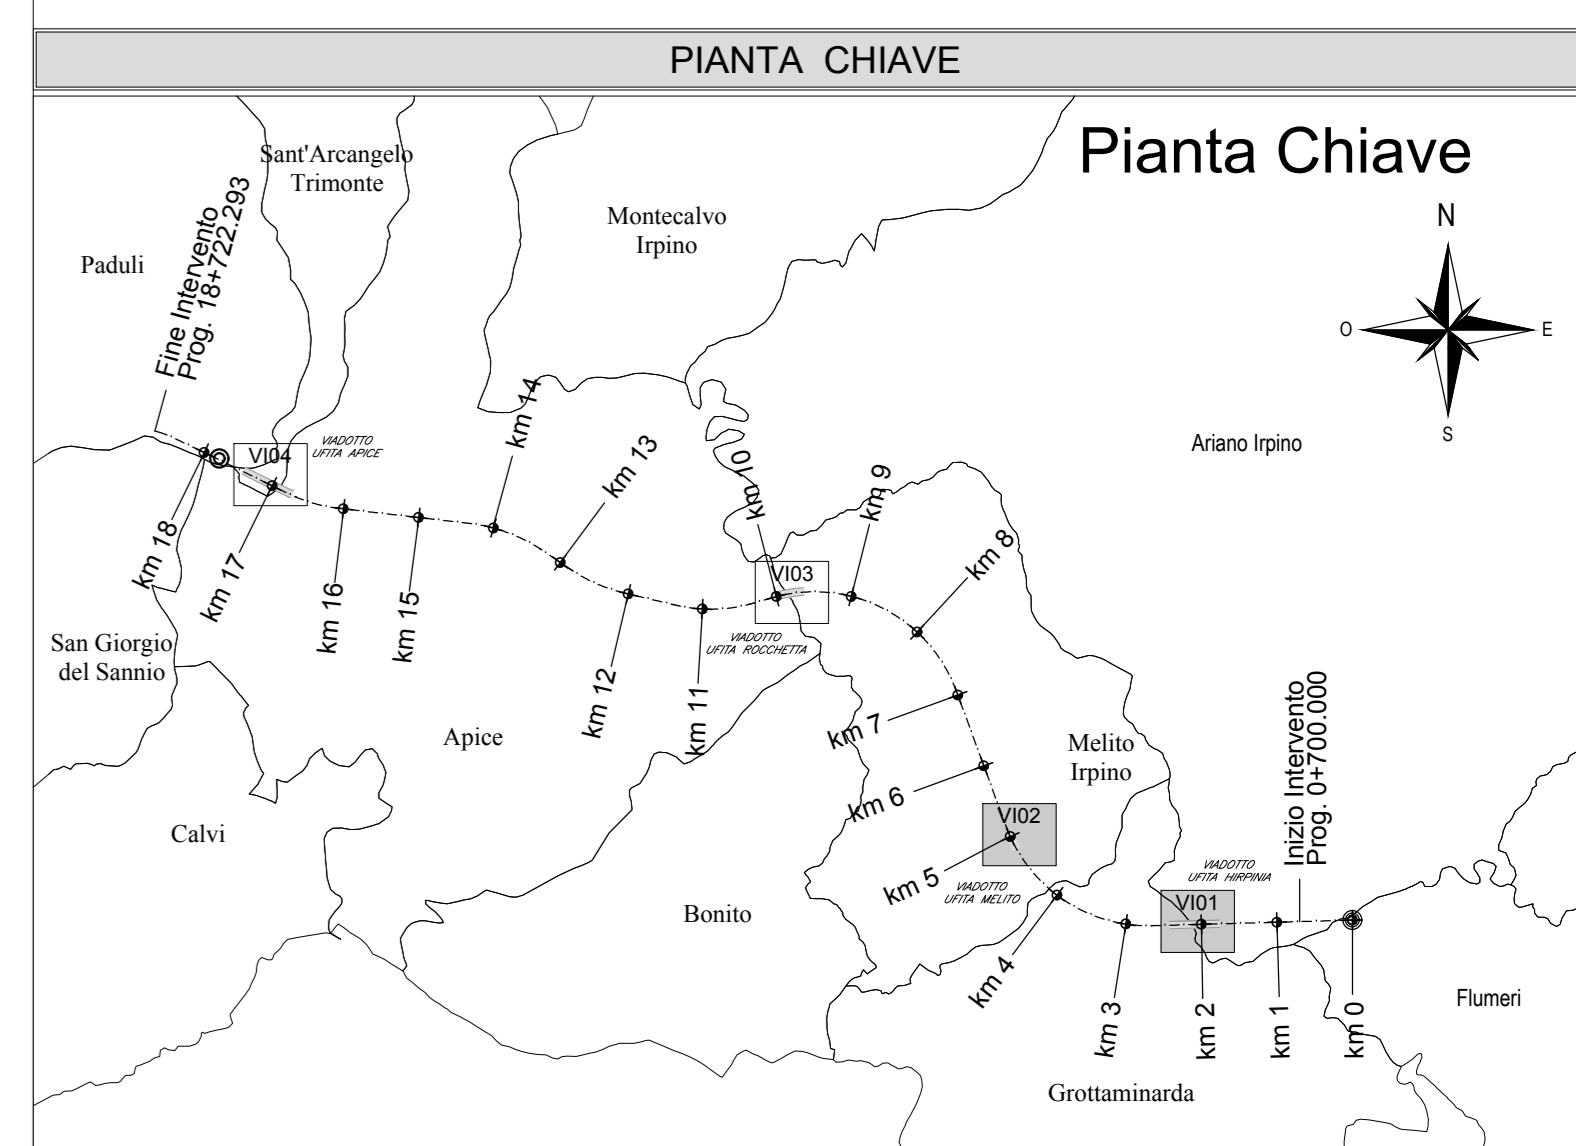 PIANTA CHIAVE
Pianta Chiave
Sant'Arcangelo
Trimonte
Montecalvo
Irpino
Paduli
Fine Intervento
Prog. 18+722.293
N
O
E
S
Ariano Irpino
VIADOTTO
UFITA APICE
VI04
km 18
km 17
km 16
km 15
km 14
km 13
km 12
km 11
km 10
km 9
km 8
VI03
VIADOTTO
UFITA ROCCHETTA
San Giorgio
del Sannio
Apice
km 7
km 6
Melito
Irpino
Inizio Intervento
Prog. 0+700.000
VI02
Calvi
km 5
VIADOTTO
UFITA MELITO
VIADOTTO
UFITA HIRPINIA
VI01
Bonito
km 4
km 3
km 2
km 1
km 0
Flumeri
Grottaminarda